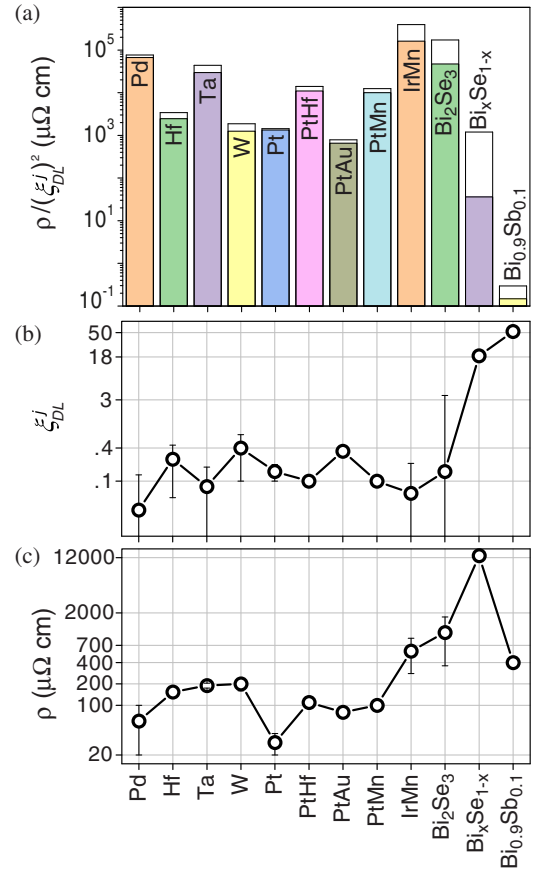 (a)
ρ/(ξ^j_DL)² (μΩ cm)
10^5
10^3
10^1
10^-1
Pd
Hf
Ta
W
Pt
PtHf
PtAu
PtMn
IrMn
Bi2Se3
BixSe1-x
Bi0.9Sb0.1
(b)
ξ^j_DL
50
18
3
.4
.1
(c)
ρ (μΩ cm)
12000
2000
700
400
200
100
20
Pd
Hf
Ta
W
Pt
PtHf
PtAu
PtMn
IrMn
Bi2Se3
BixSe1-x
Bi0.9Sb0.1